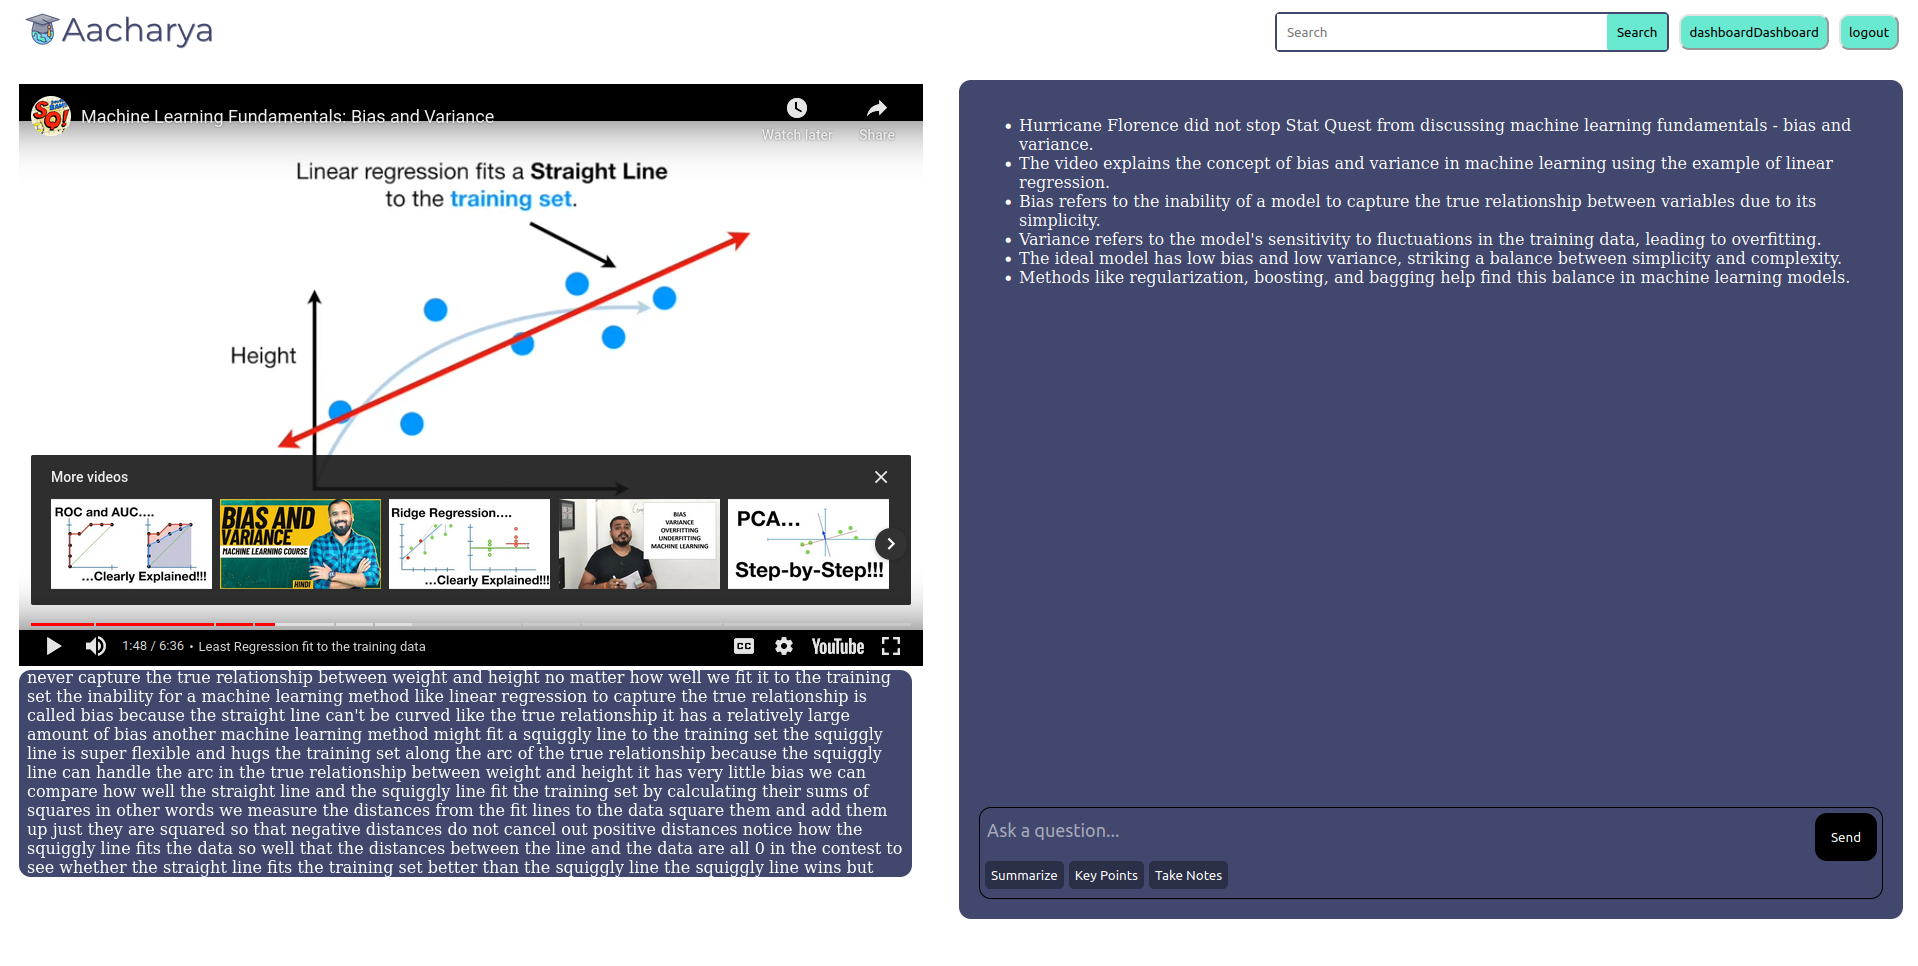 Aacharya
Search
Search
dashboardDashboard
logout
Machine Learning Fundamentals: Bias and Variance
Watch later
Share
Linear regression fits a Straight Line
to the training set.
Height
More videos
ROC and AUC….
…Clearly Explained!!!
BIAS AND
VARIANCE
MACHINE LEARNING COURSE
HINDI
Ridge Regression….
…Clearly Explained!!!
BIAS
VARIANCE
OVERFITTING
UNDERFITTING
MACHINE LEARNING
PCA…
Step-by-Step!!!
1:48 / 6:36 • Least Regression fit to the training data
CC
YouTube
never capture the true relationship between weight and height no matter how well we fit it to the training
set the inability for a machine learning method like linear regression to capture the true relationship is
called bias because the straight line can't be curved like the true relationship it has a relatively large
amount of bias another machine learning method might fit a squiggly line to the training set the squiggly
line is super flexible and hugs the training set along the arc of the true relationship because the squiggly
line can handle the arc in the true relationship between weight and height it has very little bias we can
compare how well the straight line and the squiggly line fit the training set by calculating their sums of
squares in other words we measure the distances from the fit lines to the data square them and add them
up just they are squared so that negative distances do not cancel out positive distances notice how the
squiggly line fits the data so well that the distances between the line and the data are all 0 in the contest to
see whether the straight line fits the training set better than the squiggly line the squiggly line wins but
• Hurricane Florence did not stop Stat Quest from discussing machine learning fundamentals - bias and
variance.
• The video explains the concept of bias and variance in machine learning using the example of linear
regression.
• Bias refers to the inability of a model to capture the true relationship between variables due to its
simplicity.
• Variance refers to the model's sensitivity to fluctuations in the training data, leading to overfitting.
• The ideal model has low bias and low variance, striking a balance between simplicity and complexity.
• Methods like regularization, boosting, and bagging help find this balance in machine learning models.
Ask a question...
Send
Summarize
Key Points
Take Notes